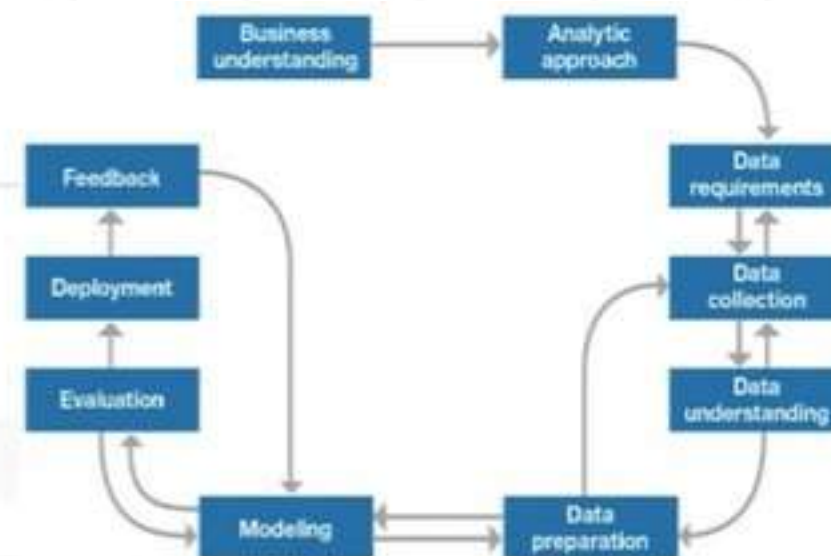 Business
understanding
Analytic
approach
Data
requirements
Data
collection
Data
understanding
Data
preparation
Modeling
Evaluation
Deployment
Feedback